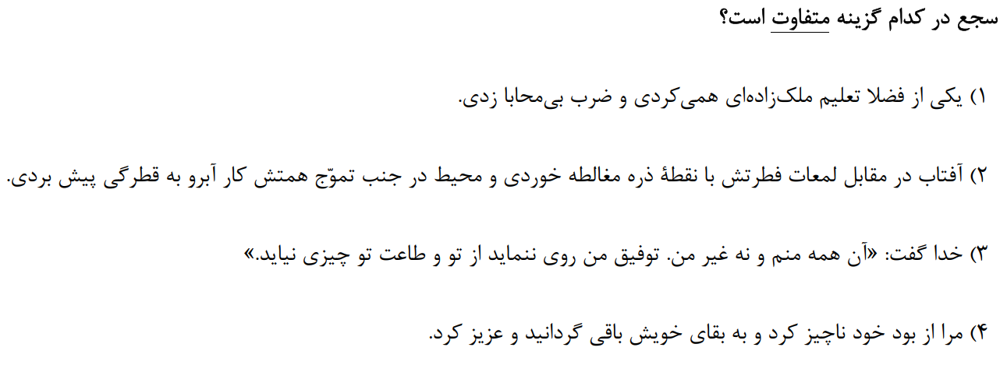 سجع در کدام گزینه متفاوت است؟
۱) یکی از فضلا تعلیم ملک‌زاده‌ای همی‌کردی و ضرب بی‌محابا زدی.
۲) آفتاب در مقابل لمعات فطرتش با نقطهٔ ذره مغالطه خوردی و محیط در جنب تموّج همتش کار آبرو به قطرگی پیش بردی.
۳) خدا گفت: «آن همه منم و نه غیر من. توفیق من روی ننماید از تو و طاعت تو چیزی نیاید.»
۴) مرا از بود خود ناچیز کرد و به بقای خویش باقی گردانید و عزیز کرد.